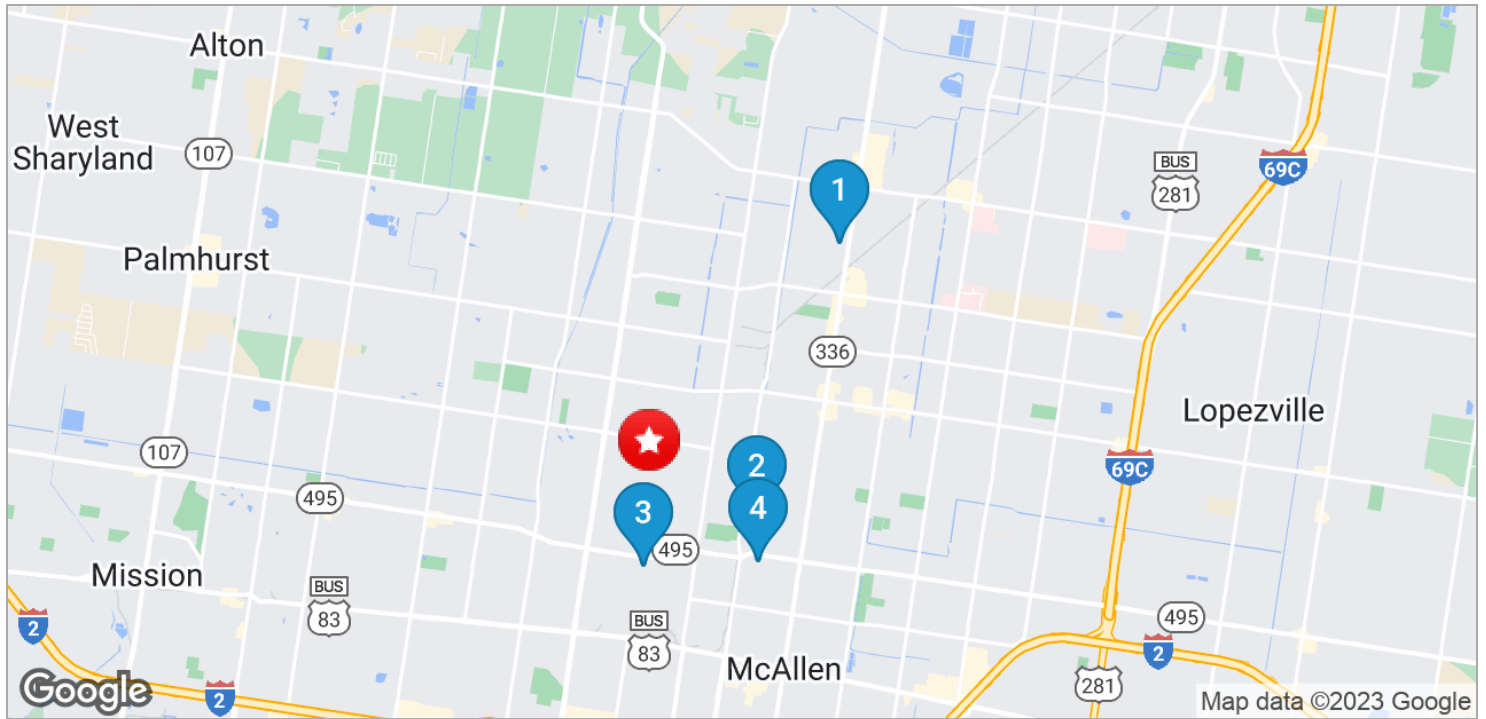 Alton
West
Sharyland
107
1
BUS
281
69C
Palmhurst
336
Lopezville
107
2
69C
495
3
4
495
Mission
BUS
83
BUS
83
495
2
2
McAllen
281
Google
2
Map data ©2023 Google